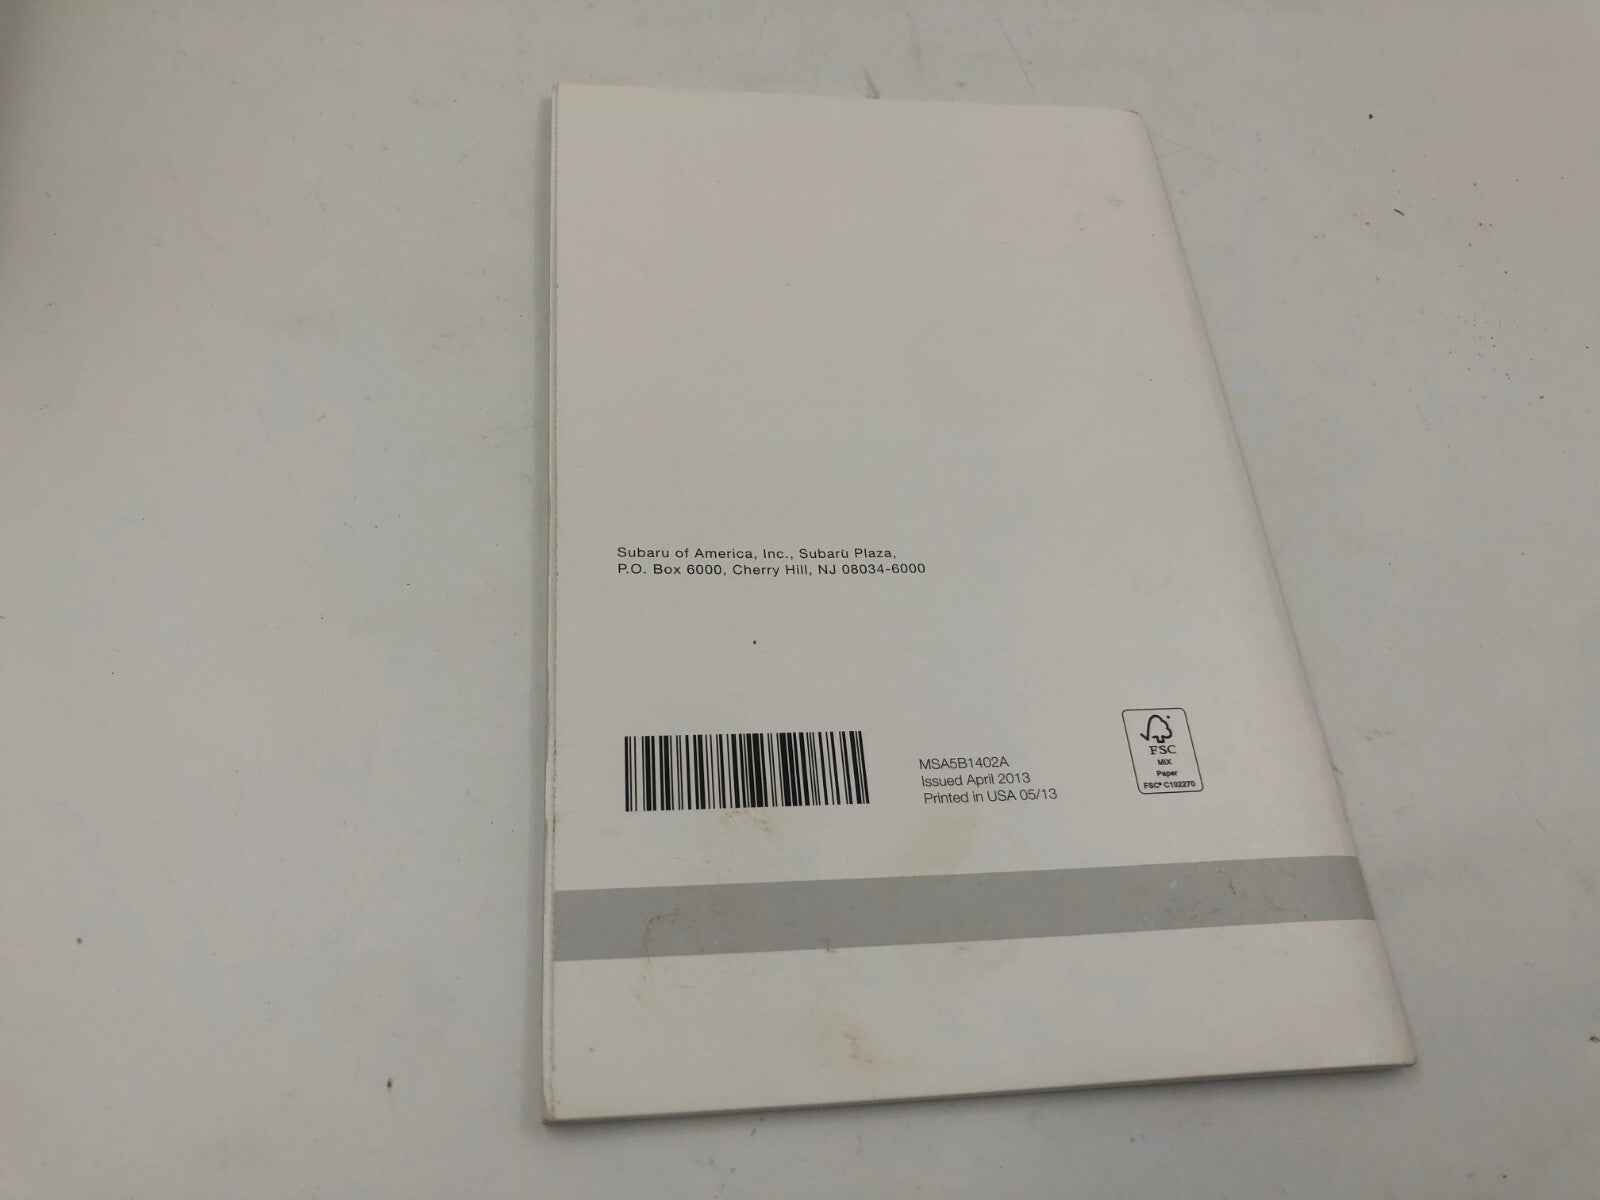 Subaru of America, Inc., Subaru Plaza,
P.O. Box 6000, Cherry Hill, NJ 08034-6000
MSA5B1402A
Issued April 2013
Printed in USA 05/13
FSC
MIX
Paper
FSC® C102270